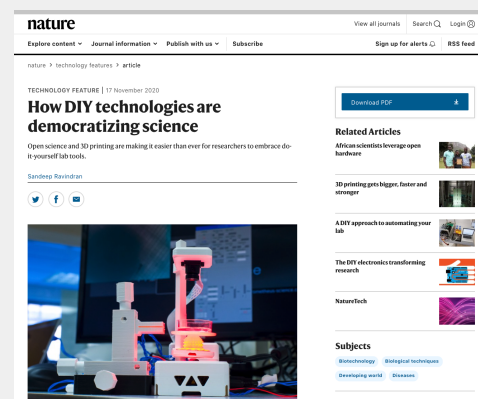 nature
View all journals Search Login
Explore content Journal information Publish with us Subscribe
Sign up for alerts RSS feed
nature > technology features > article
TECHNOLOGY FEATURE | 17 November 2020
How DIY technologies are
democratizing science
Open science and 3D printing are making it easier than ever for researchers to embrace do-
it-yourself lab tools.
Sandeep Ravindran
Download PDF
Related Articles
African scientists leverage open
hardware
3D printing gets bigger, faster and
stronger
A DIY approach to automating your
lab
The DIY electronics transforming
research
NatureTech
Subjects
Biotechnology Biological techniques
Developing world Diseases